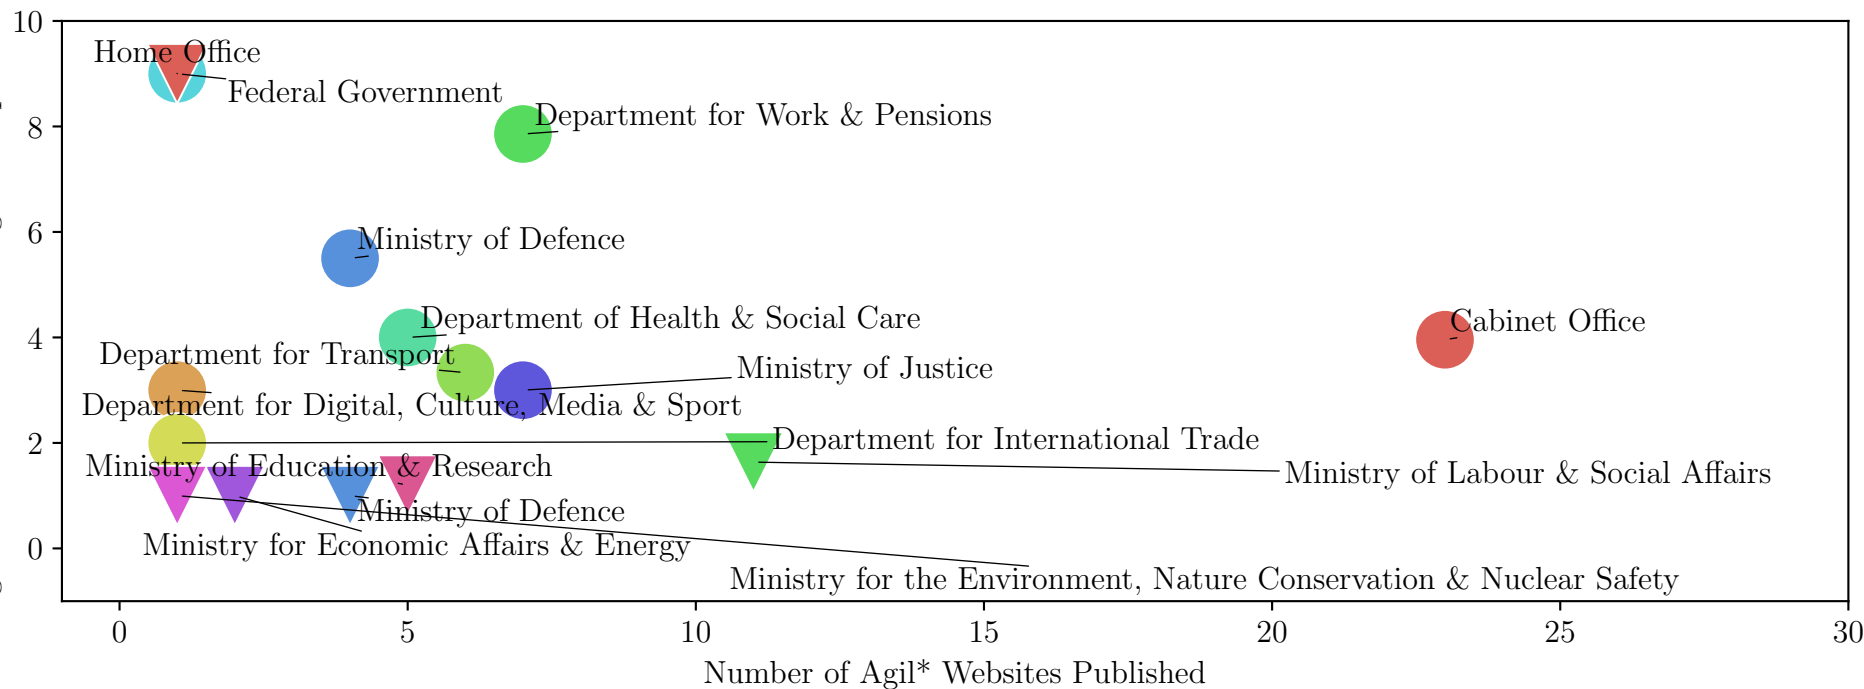 10
Home Office
Federal Government
Department for Work & Pensions
8
Ministry of Defence
6
Department of Health & Social Care
Cabinet Office
4
Department for Transport
Ministry of Justice
Department for Digital, Culture, Media & Sport
2
Department for International Trade
Ministry of Education & Research
Ministry of Labour & Social Affairs
Ministry of Defence
Ministry for Economic Affairs & Energy
0
Ministry for the Environment, Nature Conservation & Nuclear Safety
0 5 10 15 20 25 30
Number of Agil* Websites Published